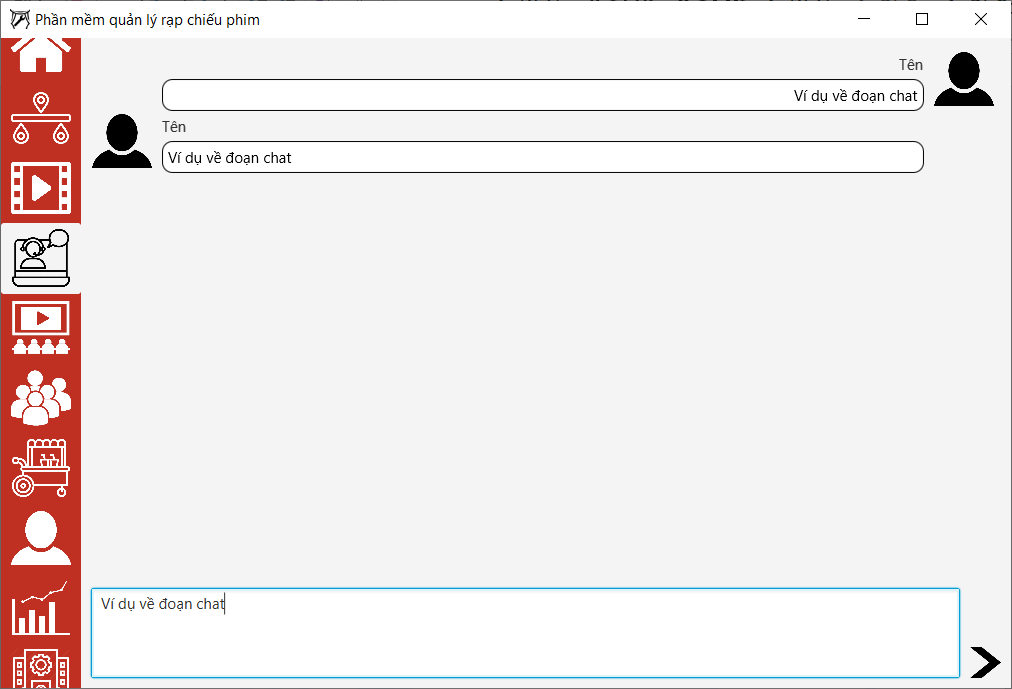 Phần mềm quản lý rạp chiếu phim
Tên
Ví dụ về đoạn chat
Tên
Ví dụ về đoạn chat
Ví dụ về đoạn chat